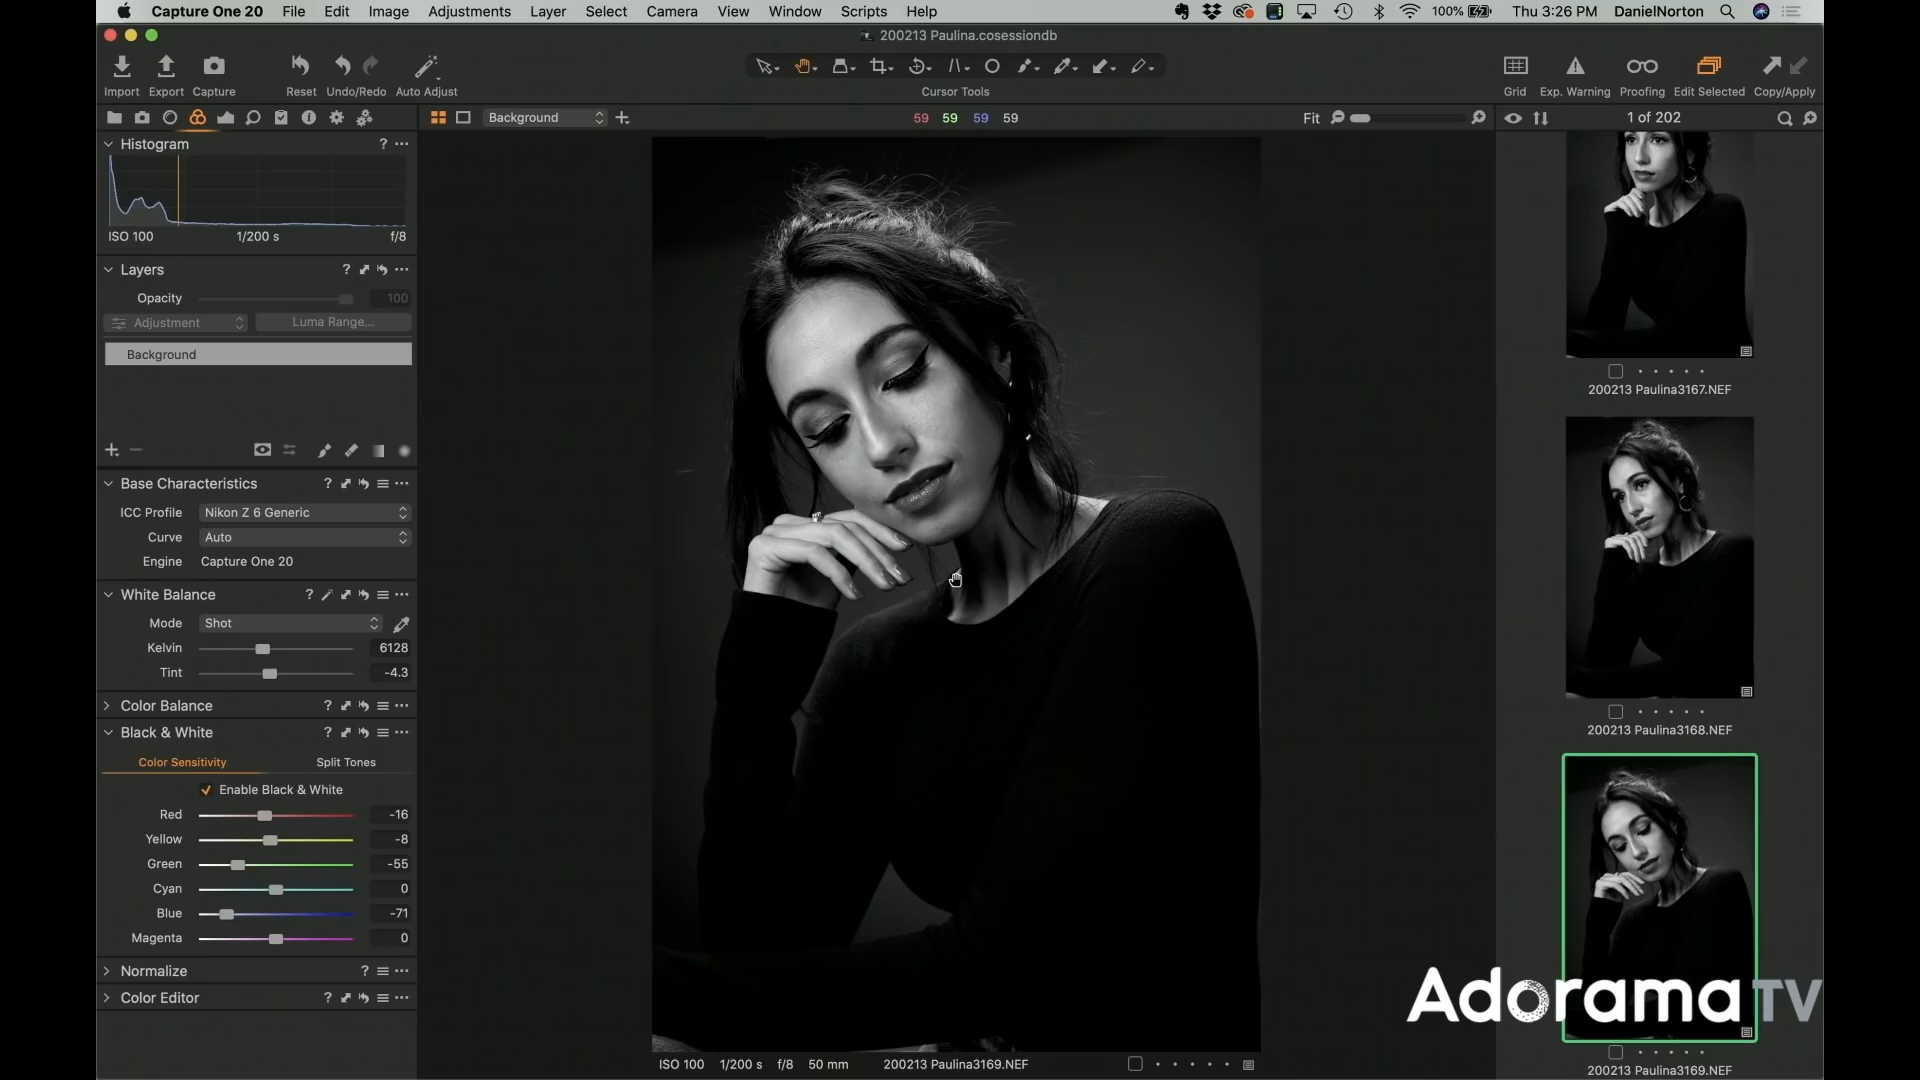 Capture One 20 File Edit Image Adjustments Layer Select Camera View Window Scripts Help 100% Thu 3:26 PM DanielNorton
200213 Paulina.cosessiondb
Import Export Capture Reset Undo/Redo Auto Adjust Cursor Tools Grid Exp. Warning Proofing Edit Selected Copy/Apply
Background 59 59 59 59 Fit 1 of 202
Histogram ?
ISO 100 1/200 s f/8
Layers ?
Opacity 100
Adjustment Luma Range...
Background
Base Characteristics ?
ICC Profile Nikon Z 6 Generic
Curve Auto
Engine Capture One 20
White Balance ?
Mode Shot
Kelvin 6128
Tint -4.3
Color Balance ?
Black & White ?
Color Sensitivity Split Tones
Enable Black & White
Red -16
Yellow -8
Green -55
Cyan 0
Blue -71
Magenta 0
Normalize ?
Color Editor ?
ISO 100 1/200 s f/8 50 mm 200213 Paulina3169.NEF
200213 Paulina3167.NEF
200213 Paulina3168.NEF
Adorama TV
200213 Paulina3169.NEF